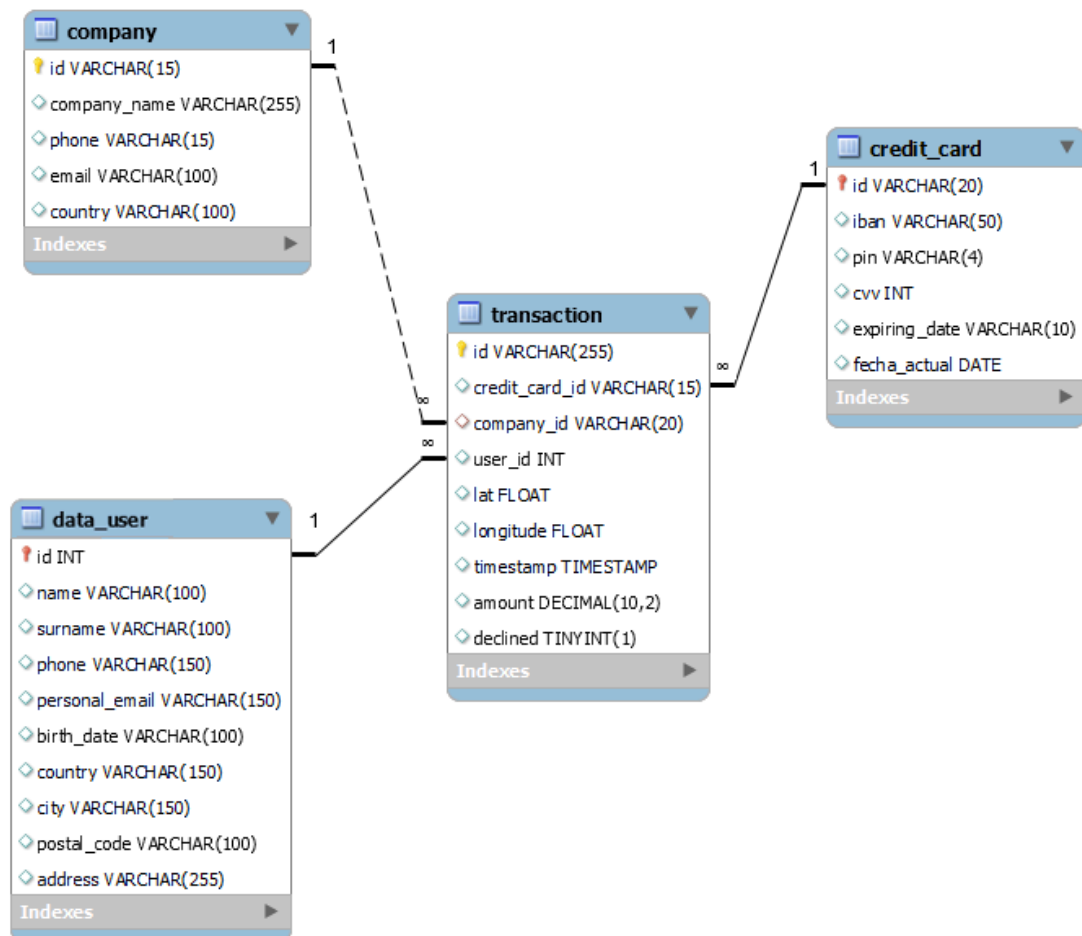 company
id VARCHAR(15)
company_name VARCHAR(255)
phone VARCHAR(15)
email VARCHAR(100)
country VARCHAR(100)
Indexes
1
∞
credit_card
id VARCHAR(20)
iban VARCHAR(50)
pin VARCHAR(4)
cvv INT
expiring_date VARCHAR(10)
fecha_actual DATE
Indexes
1
∞
transaction
id VARCHAR(255)
credit_card_id VARCHAR(15)
company_id VARCHAR(20)
user_id INT
lat FLOAT
longitude FLOAT
timestamp TIMESTAMP
amount DECIMAL(10,2)
declined TINYINT(1)
Indexes
∞
1
data_user
id INT
name VARCHAR(100)
surname VARCHAR(100)
phone VARCHAR(150)
personal_email VARCHAR(150)
birth_date VARCHAR(100)
country VARCHAR(150)
city VARCHAR(150)
postal_code VARCHAR(100)
address VARCHAR(255)
Indexes